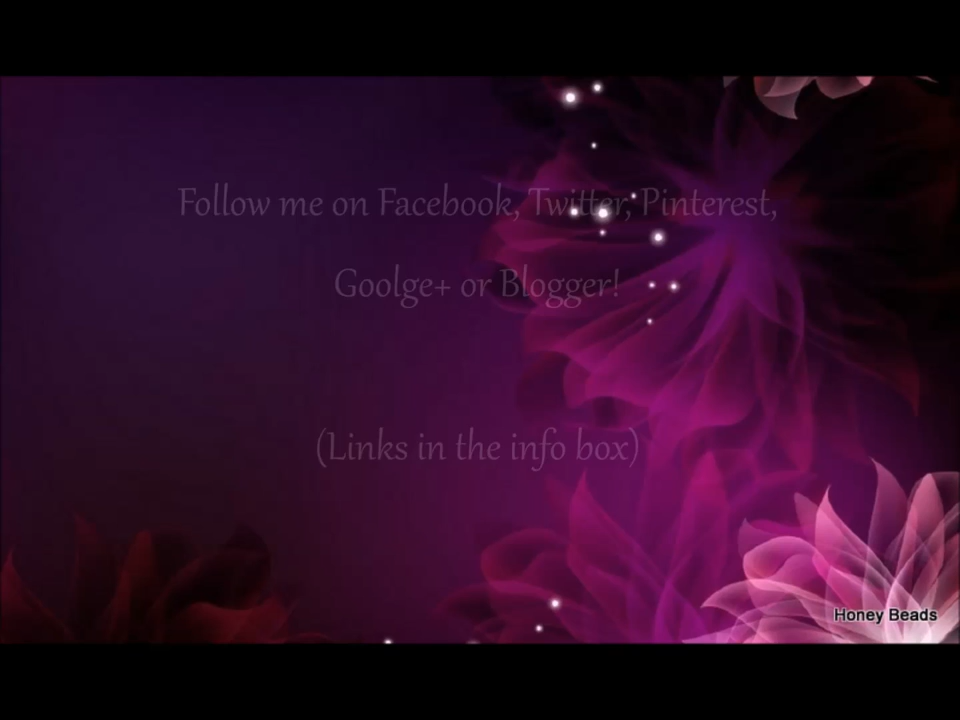 Follow me on Facebook, Twitter, Pinterest,
Goolge+ or Blogger!
(Links in the info box)
Honey Beads